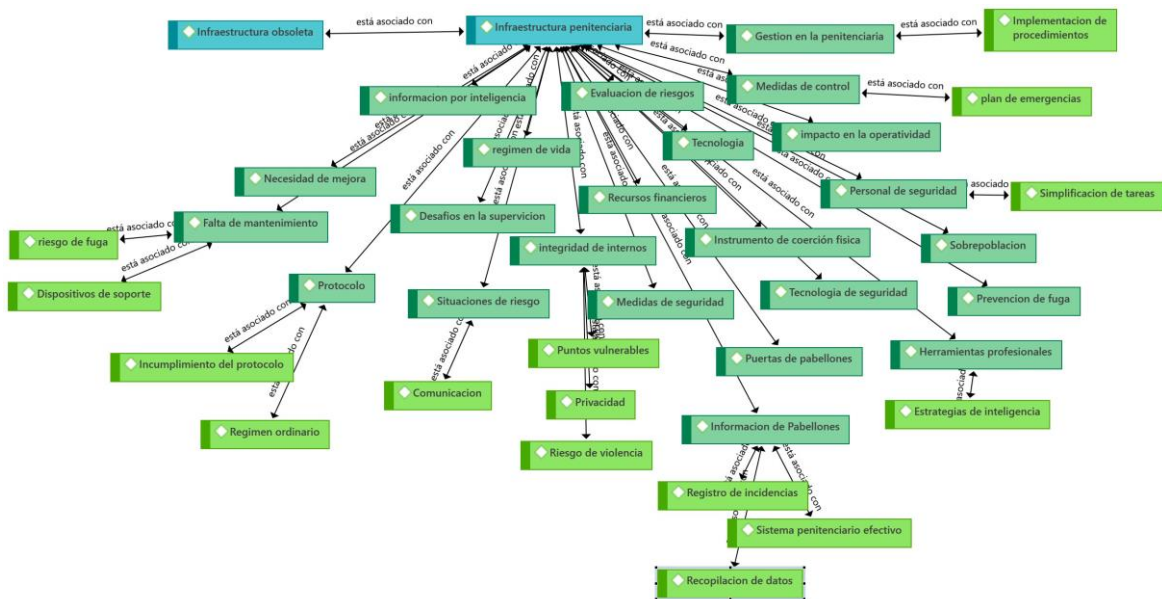 está asociado con
Infraestructura obsoleta
Infraestructura penitenciaria
está asociado con
Gestion en la penitenciaria
está asociado con
Implementacion de
procedimientos
informacion por inteligencia
Evaluacion de riesgos
Medidas de control
está asociado con
plan de emergencias
regimen de vida
Tecnologia
impacto en la operatividad
Necesidad de mejora
Recursos financieros
Personal de seguridad
está asociado
Simplificacion de tareas
riesgo de fuga
está asociado con
Falta de mantenimiento
Desafios en la supervicion
integridad de internos
Instrumento de coerción fisica
Sobrepoblacion
está asociado con
Dispositivos de soporte
Protocolo
Situaciones de riesgo
Medidas de seguridad
Tecnologia de seguridad
Prevencion de fuga
está asociado con
Incumplimiento del protocolo
está asociado con
Comunicacion
Puntos vulnerables
Puertas de pabellones
Herramientas profesionales
Regimen ordinario
Privacidad
Informacion de Pabellones
Estrategias de inteligencia
Riesgo de violencia
está asociado con
Registro de incidencias
Sistema penitenciario efectivo
Recopilacion de datos